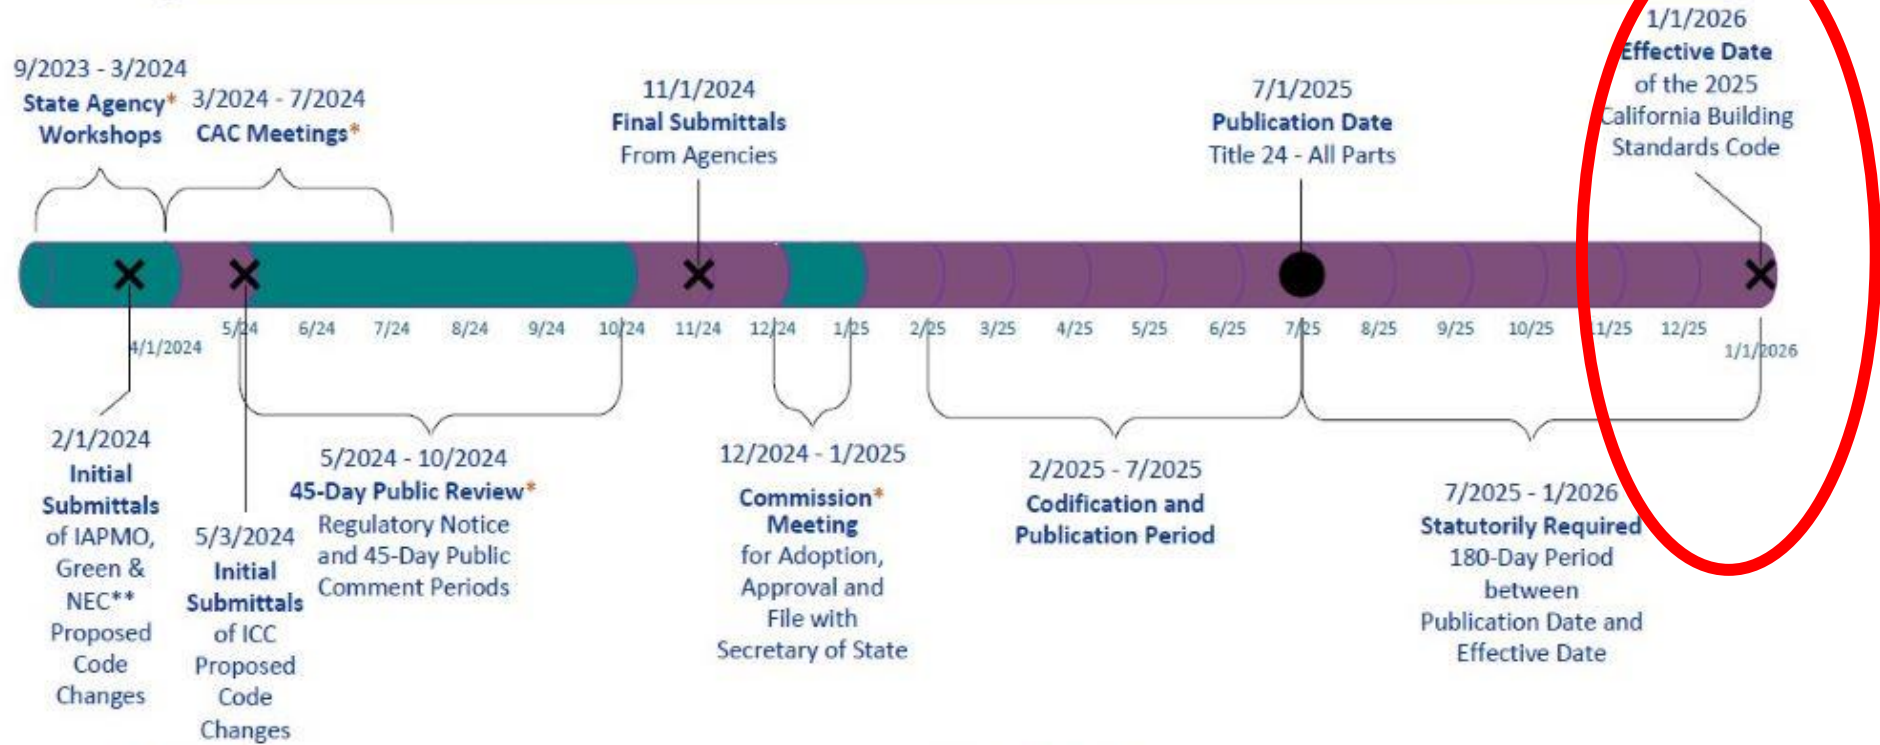 9/2023 - 3/2024
State Agency*
Workshops
3/2024 - 7/2024
CAC Meetings*
11/1/2024
Final Submittals
From Agencies
7/1/2025
Publication Date
Title 24 - All Parts
1/1/2026
Effective Date
of the 2025
California Building
Standards Code
5/24
6/24
7/24
8/24
9/24
10/24
11/24
12/24
1/25
2/25
3/25
4/25
5/25
6/25
7/25
8/25
9/25
10/25
11/25
12/25
4/1/2024
1/1/2026
2/1/2024
Initial
Submittals
of IAPMO,
Green &
NEC**
Proposed
Code
Changes
5/3/2024
Initial
Submittals
of ICC
Proposed
Code
Changes
5/2024 - 10/2024
45-Day Public Review*
Regulatory Notice
and 45-Day Public
Comment Periods
12/2024 - 1/2025
Commission*
Meeting
for Adoption,
Approval and
File with
Secretary of State
2/2025 - 7/2025
Codification and
Publication Period
7/2025 - 1/2026
Statutorily Required
180-Day Period
between
Publication Date and
Effective Date